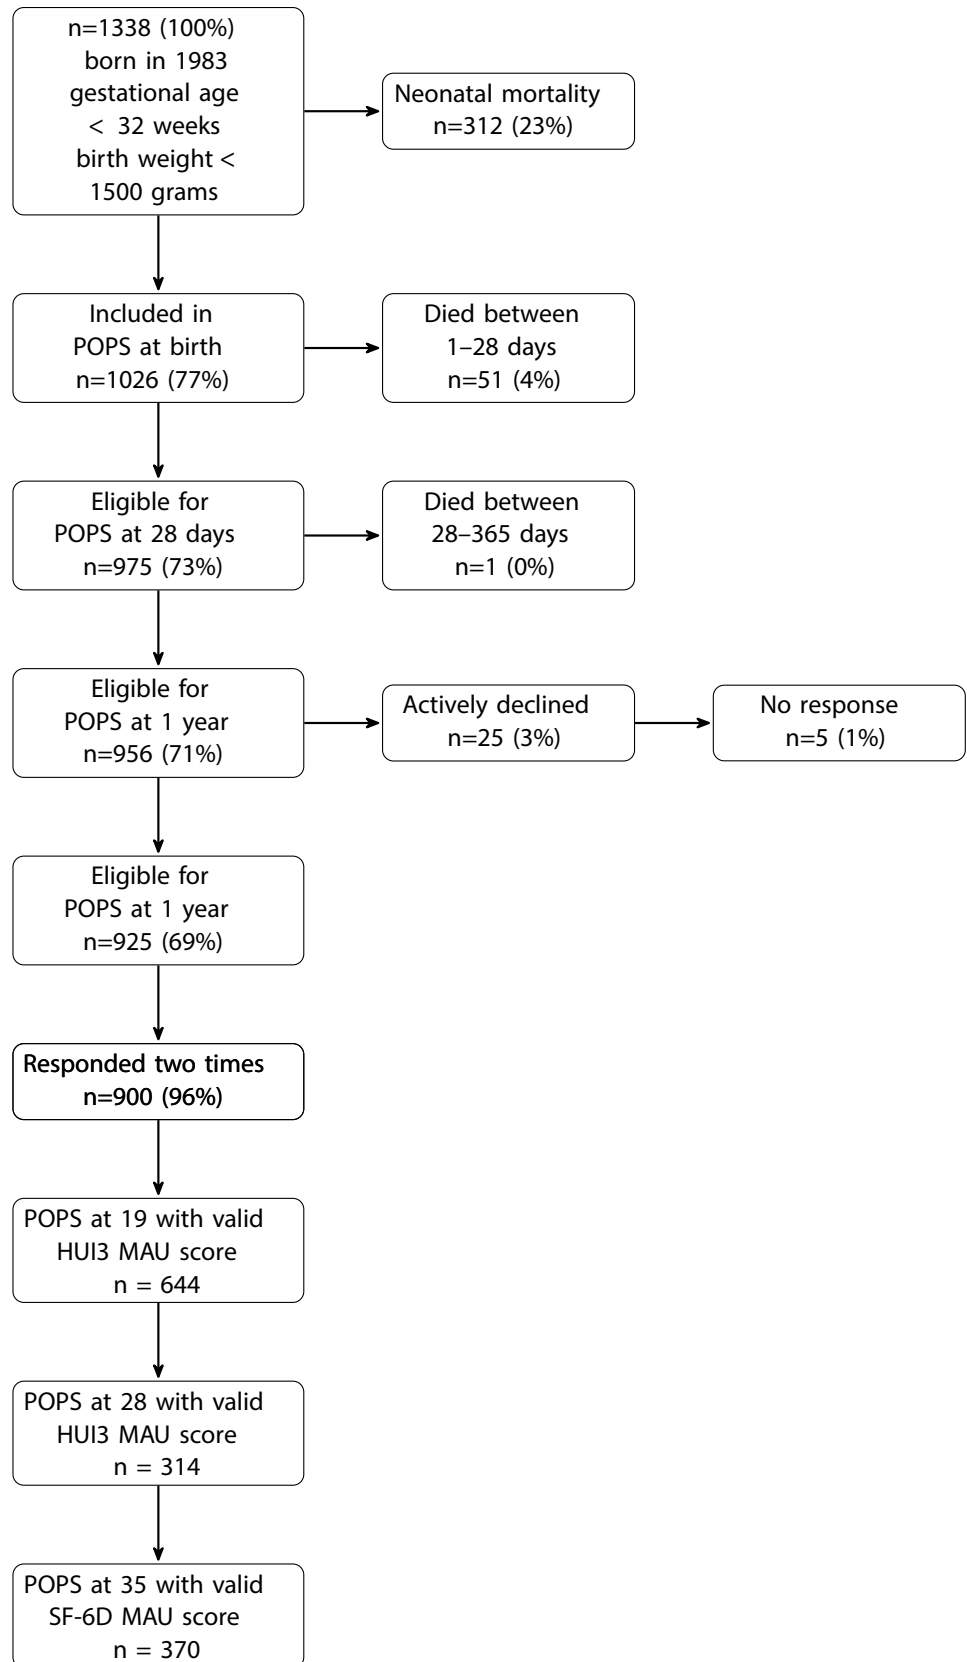 n=1338 (100%)
born in 1983
gestational age
< 32 weeks
birth weight <
1500 grams
Neonatal mortality
n=312 (23%)
Included in
POPS at birth
n=1026 (77%)
Died between
1–28 days
n=51 (4%)
Eligible for
POPS at 28 days
n=975 (73%)
Died between
28–365 days
n=1 (0%)
Eligible for
POPS at 1 year
n=956 (71%)
Actively declined
n=25 (3%)
No response
n=5 (1%)
Eligible for
POPS at 1 year
n=925 (69%)
Responded two times
n=900 (96%)
POPS at 19 with valid
HUI3 MAU score
n = 644
POPS at 28 with valid
HUI3 MAU score
n = 314
POPS at 35 with valid
SF-6D MAU score
n = 370